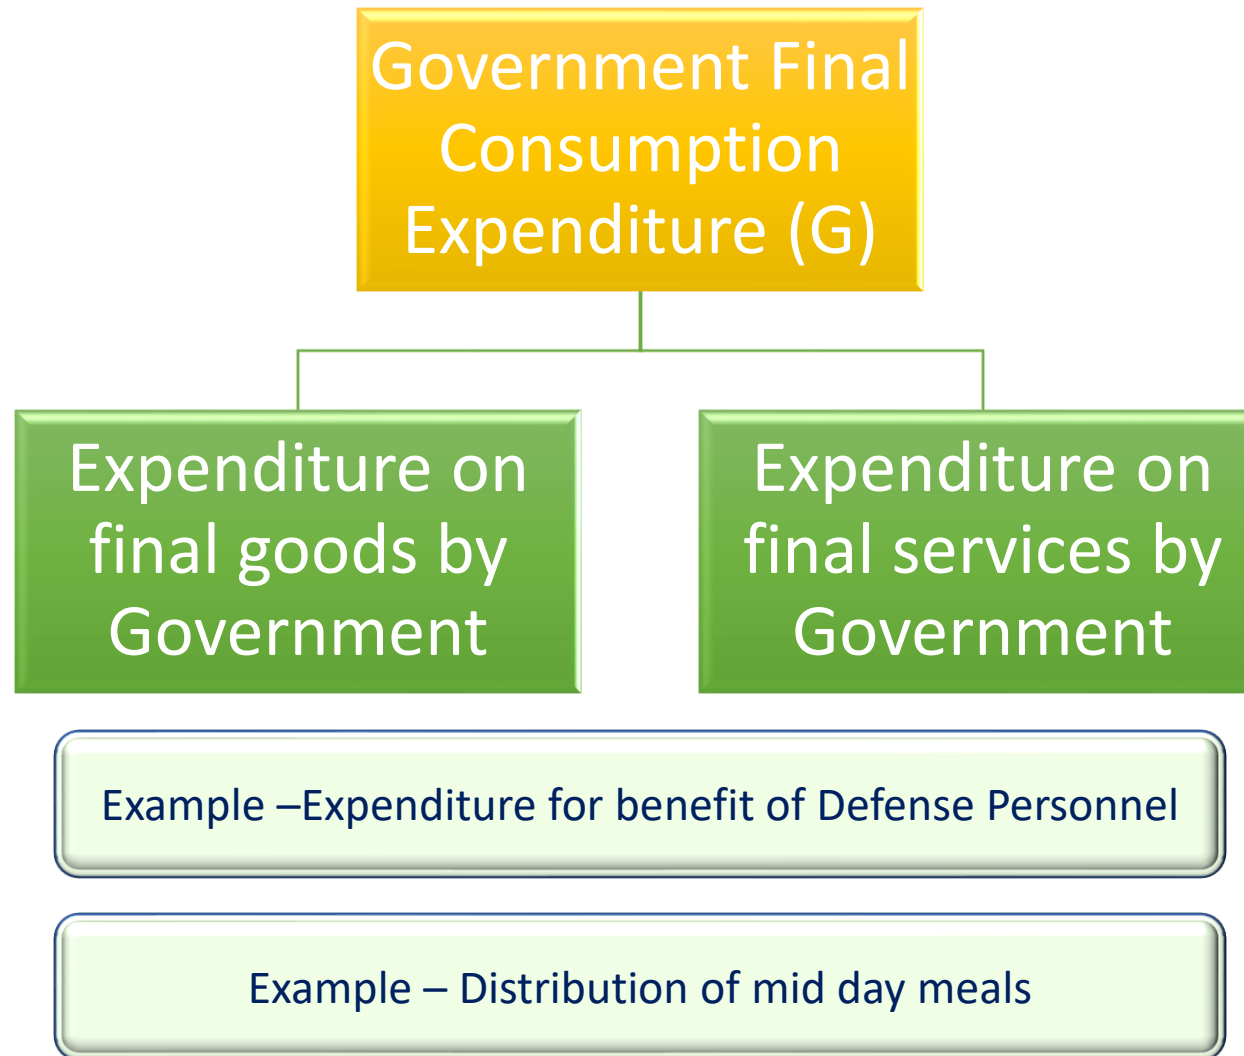 Government Final
Consumption
Expenditure (G)
Expenditure on
final goods by
Government
Expenditure on
final services by
Government
Example –Expenditure for benefit of Defense Personnel
Example – Distribution of mid day meals